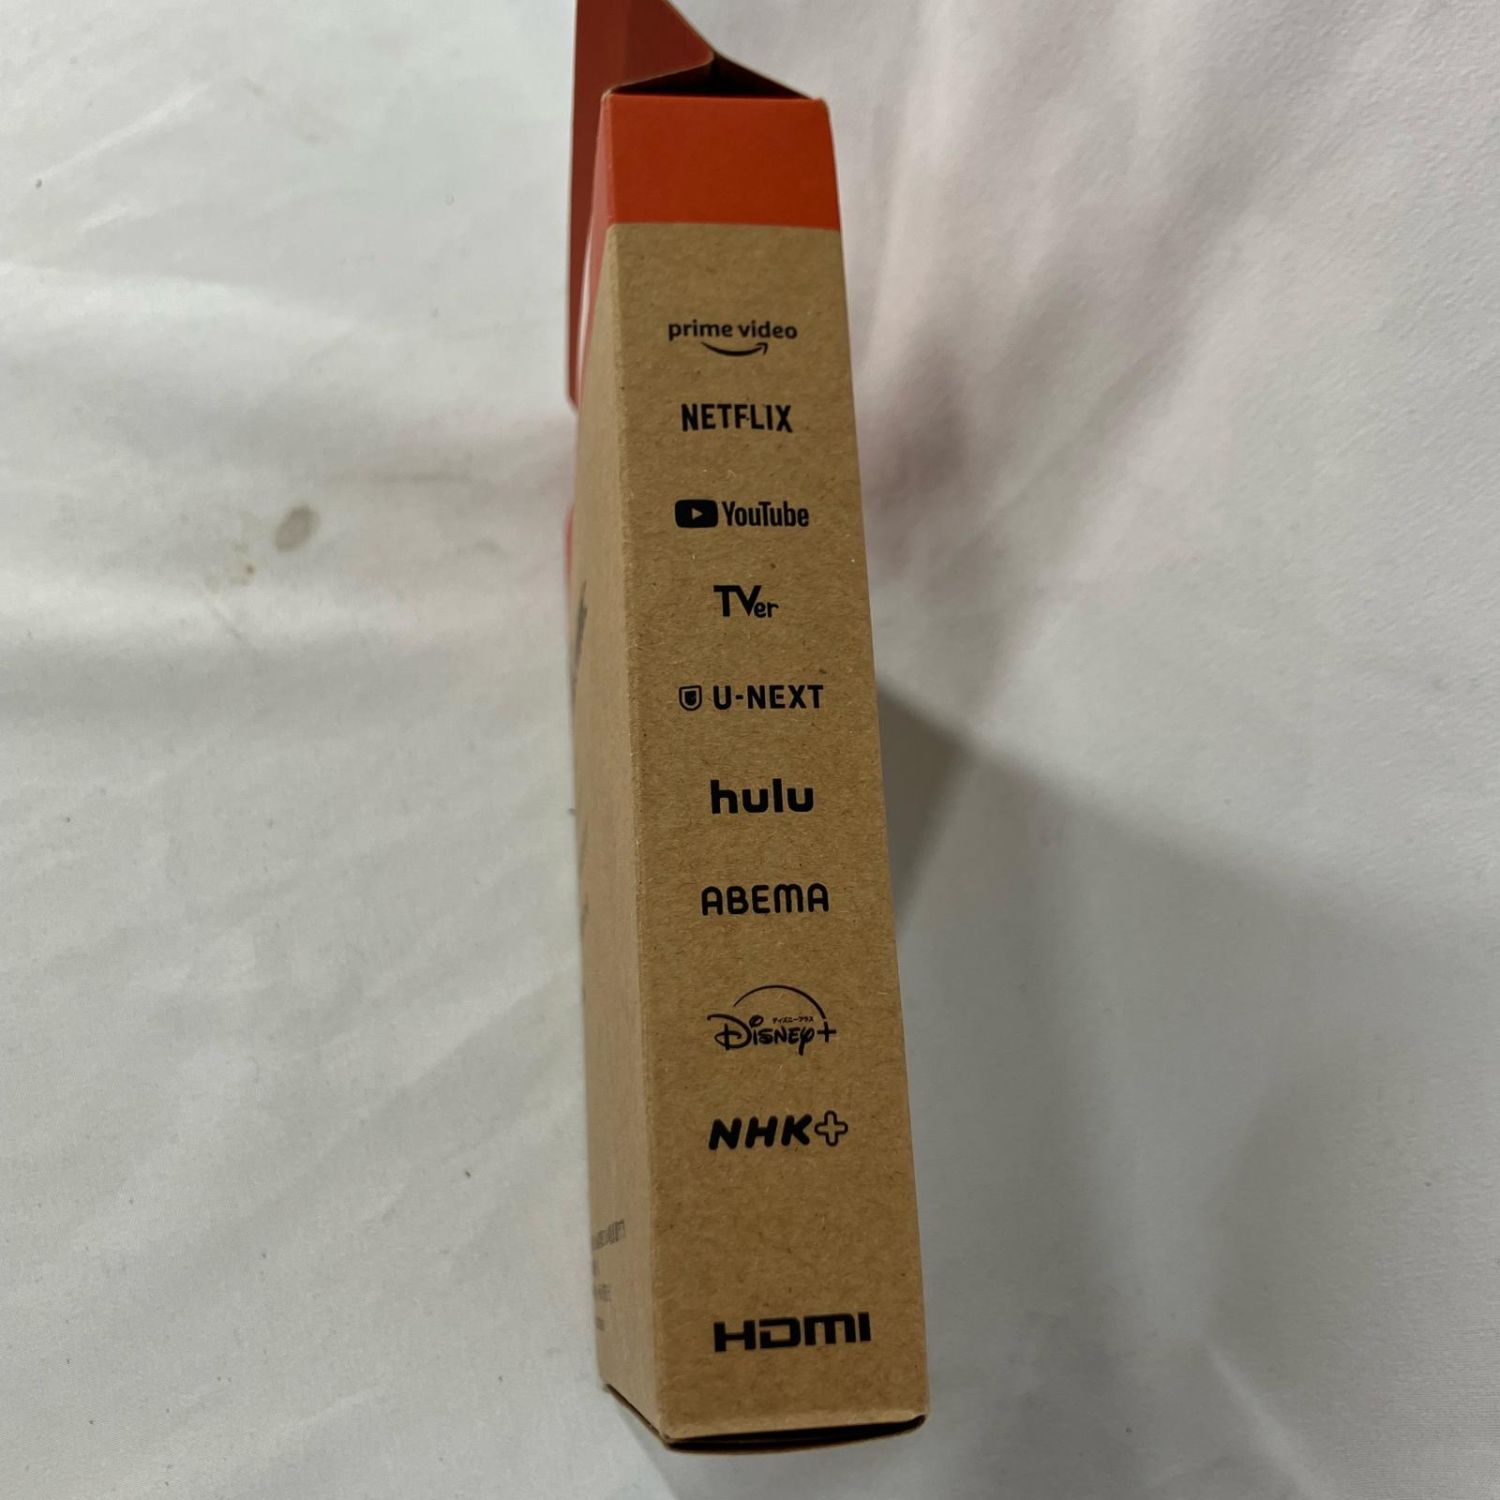 prime video
NETFLIX
YouTube
TVer
U-NEXT
hulu
ABEMA
ディズニープラス
Disney+
NHK+
HDMI